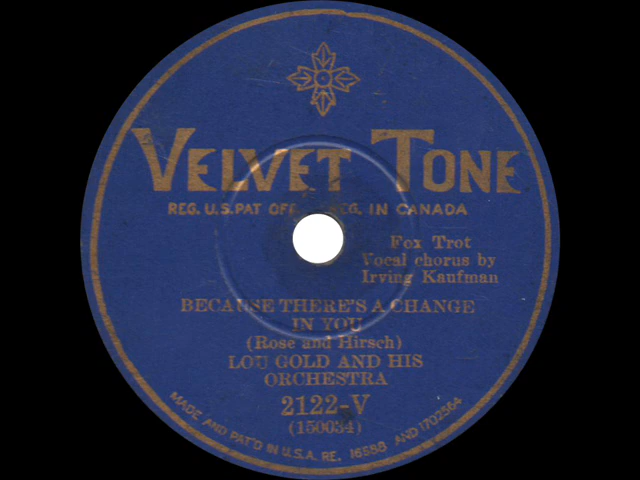 VELVET TONE
REG. U.S. PAT OFF. REG. IN CANADA
Fox Trot
Vocal chorus by
Irving Kaufman
BECAUSE THERE'S A CHANGE
IN YOU
(Rose and Hirsch)
LOU GOLD AND HIS
ORCHESTRA
2122-V
(150034)
MADE AND PAT'D IN U.S.A. RE. 16588 AND 1702564